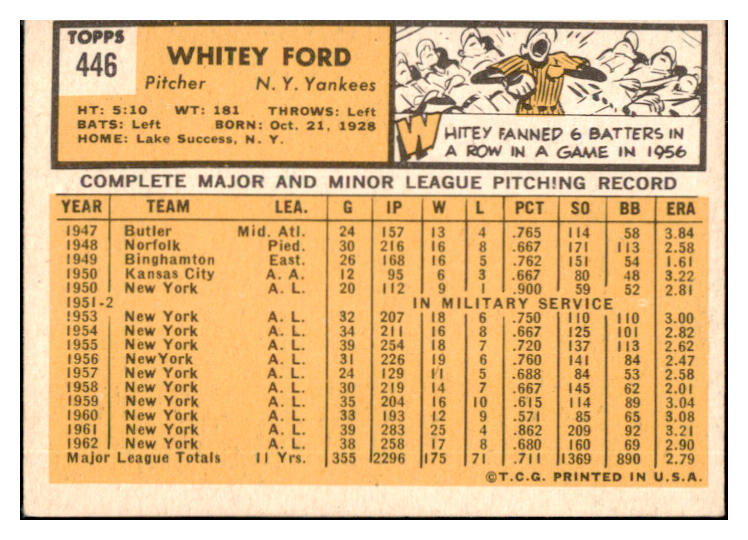 TOPPS
446
WHITEY FORD
Pitcher N. Y. Yankees
HT: 5:10 WT: 181 THROWS: Left
BATS: Left BORN: Oct. 21, 1928
HOME: Lake Success, N. Y.
WHITEY FANNED 6 BATTERS IN
A ROW IN A GAME IN 1956
COMPLETE MAJOR AND MINOR LEAGUE PITCHING RECORD
YEAR TEAM LEA. G IP W L PCT SO BB ERA
1947 Butler Mid. Atl. 24 157 13 4 .765 114 58 3.84
1948 Norfolk Pied. 30 216 16 8 .667 171 113 2.58
1949 Binghamton East. 26 168 16 5 .762 151 54 1.61
1950 Kansas City A. A. 12 95 6 3 .667 80 48 3.22
1950 New York A. L. 20 112 9 1 .900 59 52 2.81
1951-2 IN MILITARY SERVICE
1953 New York A. L. 32 207 18 6 .750 110 110 3.00
1954 New York A. L. 34 211 16 8 .667 125 101 2.82
1955 New York A. L. 39 254 18 7 .720 137 113 2.62
1956 NewYork A. L. 31 226 19 6 .760 141 84 2.47
1957 New York A. L. 24 129 11 5 .688 84 53 2.58
1958 New York A. L. 30 219 14 7 .667 145 62 2.01
1959 New York A. L. 35 204 16 10 .615 114 89 3.04
1960 New York A. L. 33 193 12 9 .571 85 65 3.08
1961 New York A. L. 39 283 25 4 .862 209 92 3.21
1962 New York A. L. 38 258 17 8 .680 160 69 2.90
Major League Totals 11 Yrs. 355 2296 175 71 .711 1369 890 2.79
©T.C.G. PRINTED IN U.S.A.